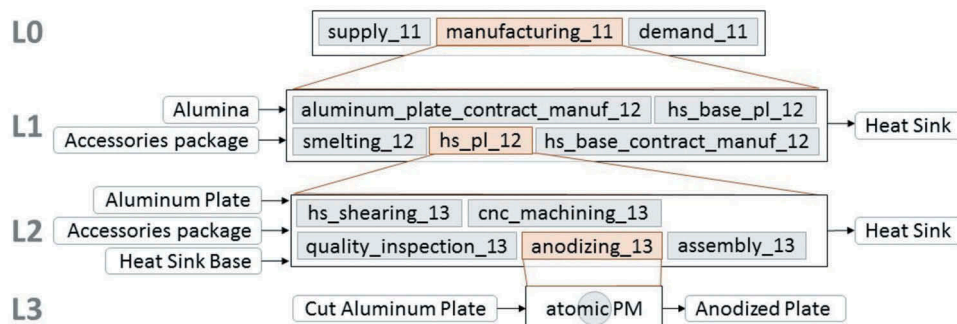 L0
supply_11 manufacturing_11 demand_11
L1
Alumina
Accessories package
aluminum_plate_contract_manuf_12 hs_base_pl_12
smelting_12 hs_pl_12 hs_base_contract_manuf_12
Heat Sink
L2
Aluminum Plate
Accessories package
Heat Sink Base
hs_shearing_13 cnc_machining_13
quality_inspection_13 anodizing_13 assembly_13
Heat Sink
L3
Cut Aluminum Plate atomic PM Anodized Plate